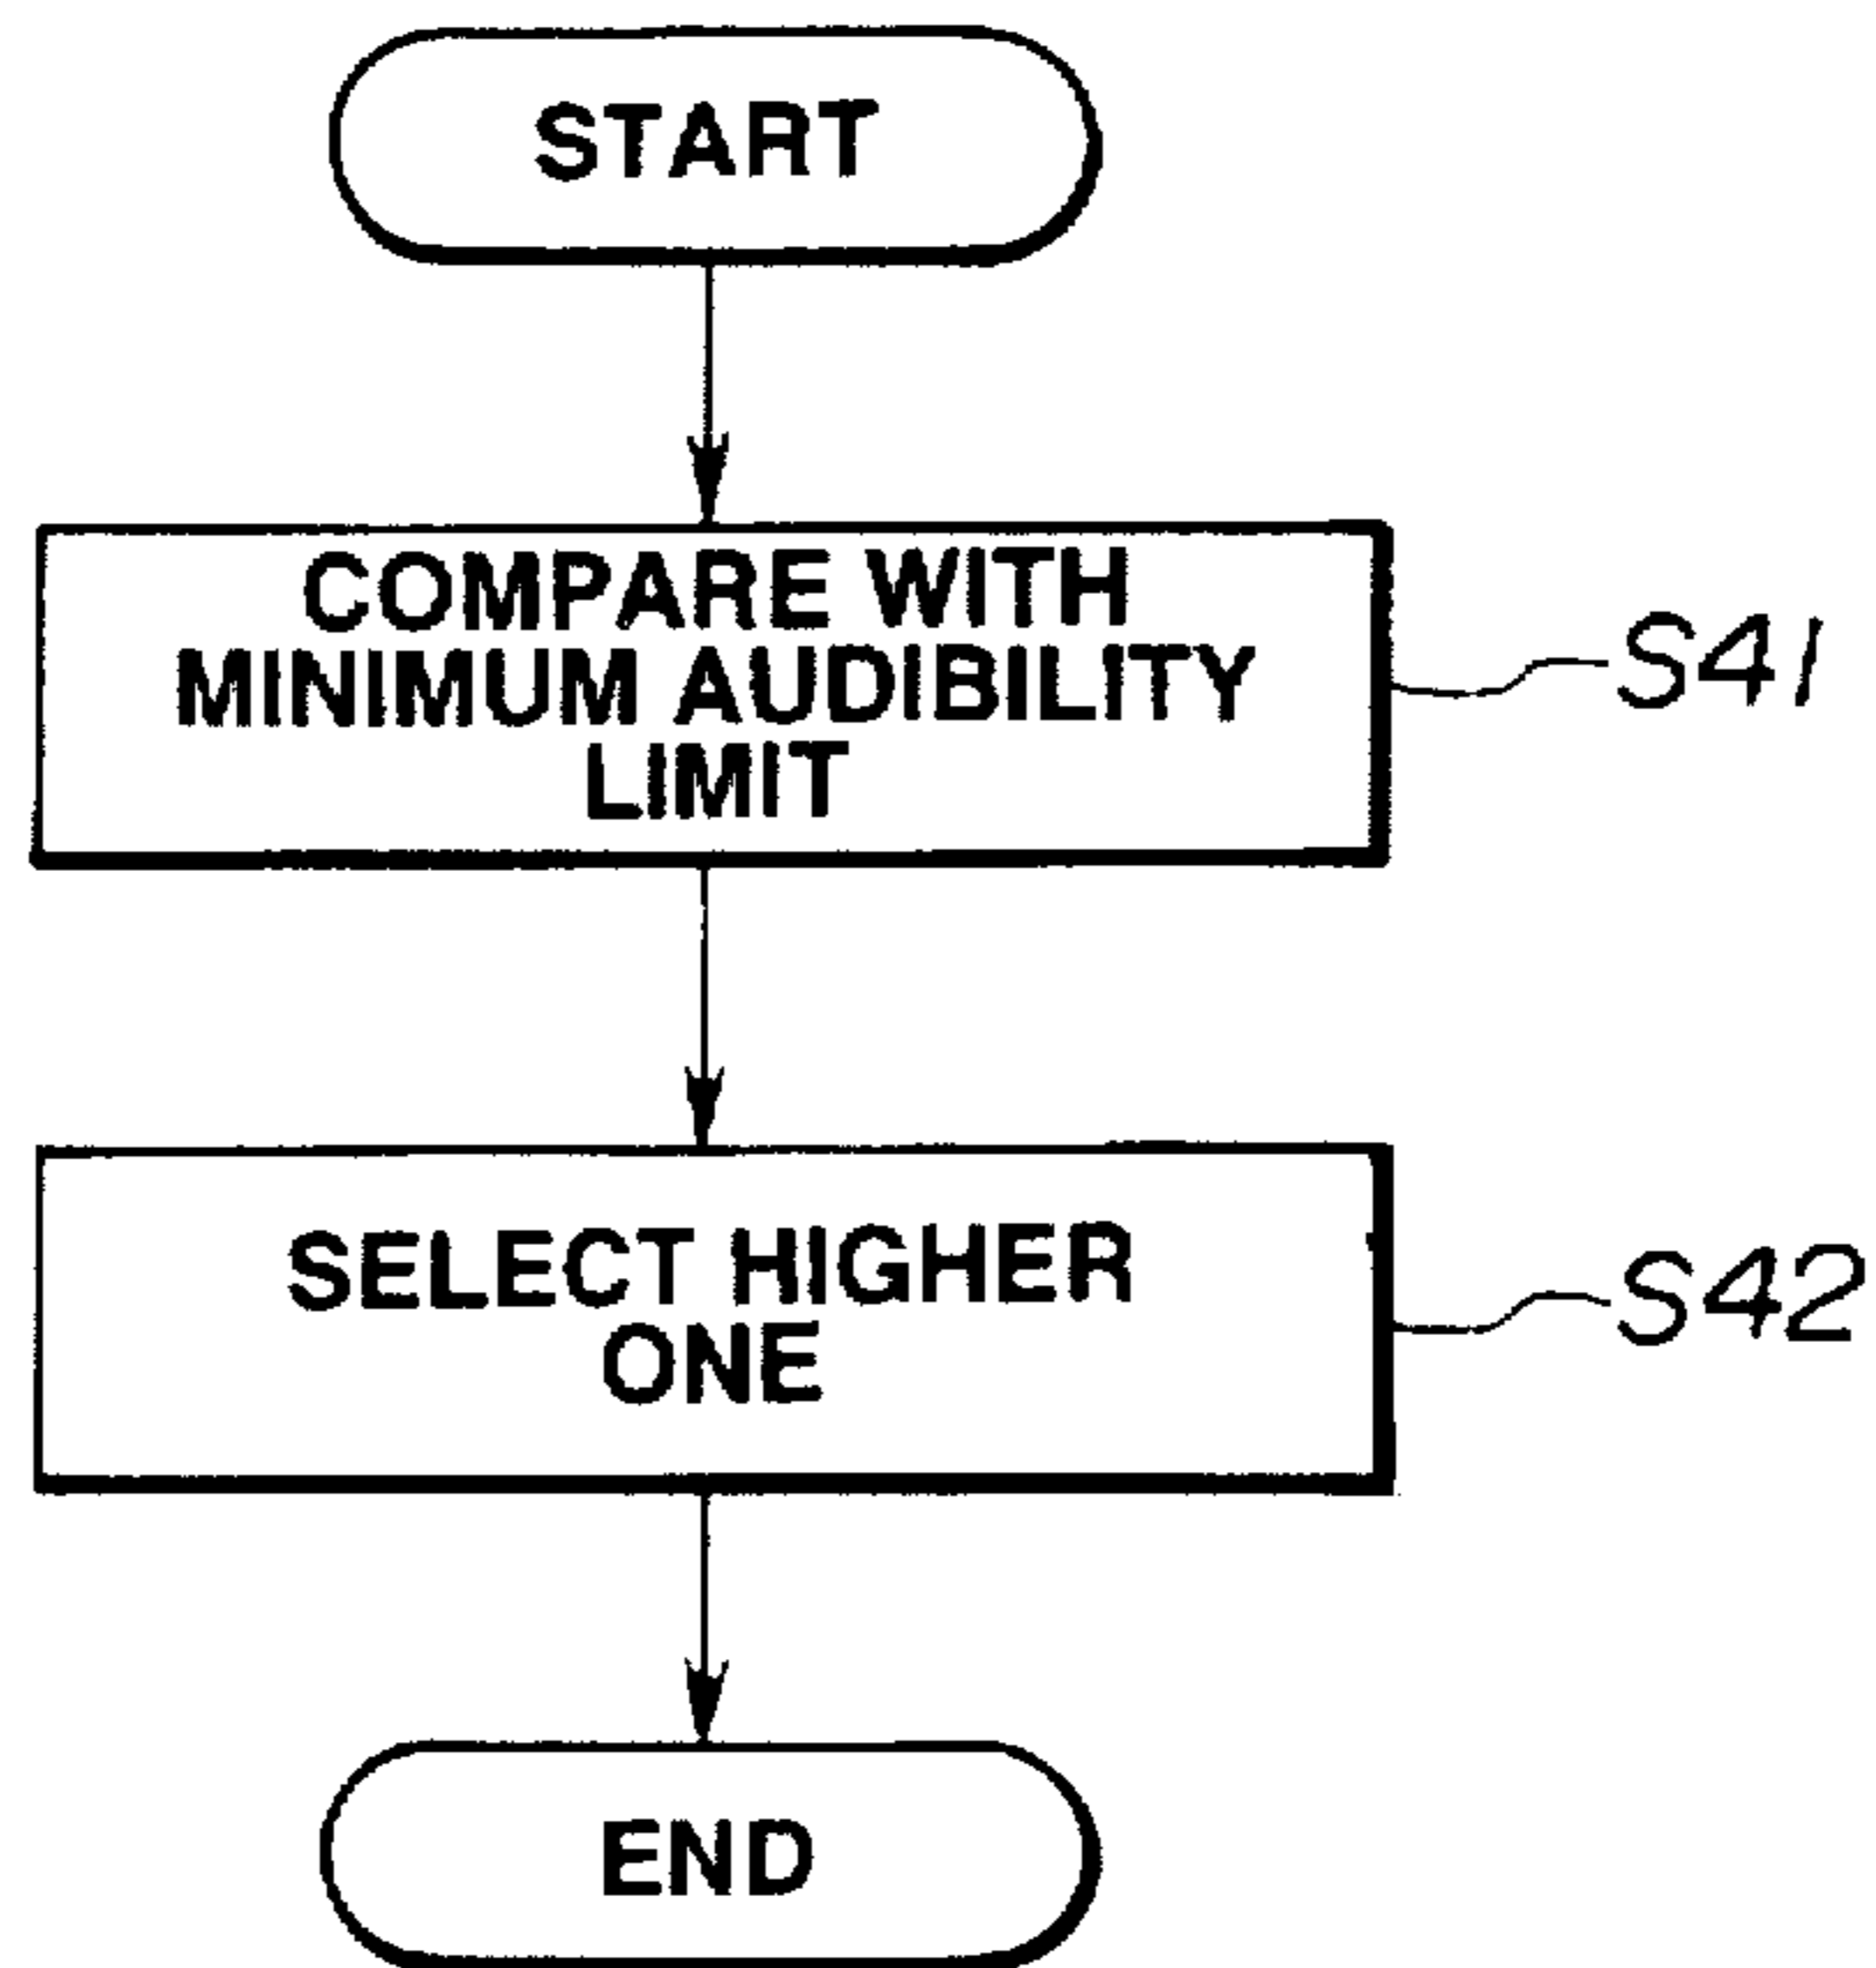 START
COMPARE WITH
MINIMUM AUDIBILITY
LIMIT
S41
SELECT HIGHER
ONE
S42
END